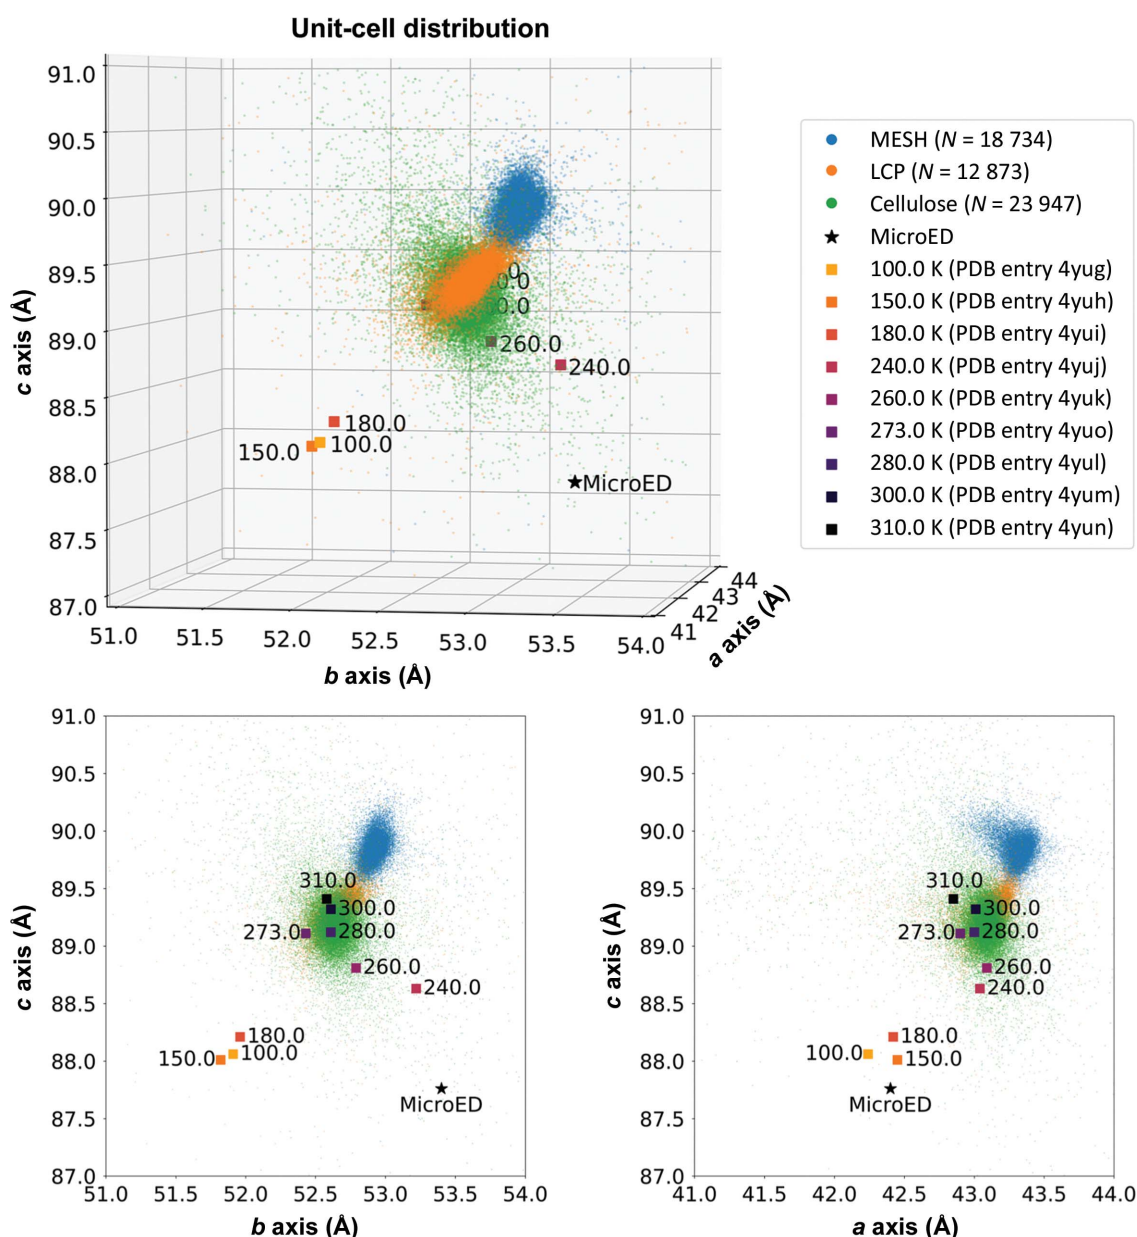 Unit-cell distribution
91.0
90.5
90.0
89.5
89.0
88.5
88.0
87.5
87.0
c axis (Å)
0
0.0
0.0
260.0
240.0
180.0
100.0
150.0
MicroED
51.0 51.5 52.0 52.5 53.0 53.5 54.0
b axis (Å)
41 42 43 44
a axis (Å)
MESH (N = 18 734)
LCP (N = 12 873)
Cellulose (N = 23 947)
MicroED
100.0 K (PDB entry 4yug)
150.0 K (PDB entry 4yuh)
180.0 K (PDB entry 4yui)
240.0 K (PDB entry 4yuj)
260.0 K (PDB entry 4yuk)
273.0 K (PDB entry 4yuo)
280.0 K (PDB entry 4yul)
300.0 K (PDB entry 4yum)
310.0 K (PDB entry 4yun)
91.0
90.5
90.0
89.5
89.0
88.5
88.0
87.5
87.0
c axis (Å)
310.0
300.0
273.0 280.0
260.0
240.0
180.0
150.0 100.0
MicroED
51.0 51.5 52.0 52.5 53.0 53.5 54.0
b axis (Å)
91.0
90.5
90.0
89.5
89.0
88.5
88.0
87.5
87.0
c axis (Å)
310.0
300.0
273.0 280.0
260.0
240.0
180.0
100.0 150.0
MicroED
41.0 41.5 42.0 42.5 43.0 43.5 44.0
a axis (Å)